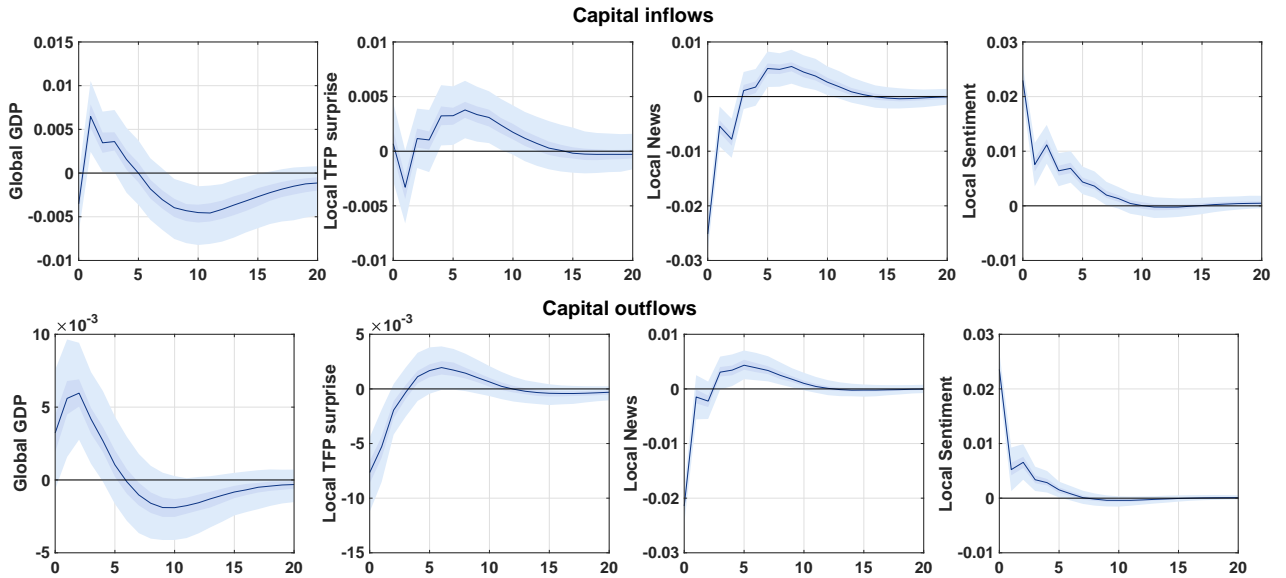 Capital inflows
Global GDP
0.015
0.01
0.005
0
-0.005
-0.01
0 5 10 15 20
Local TFP surprise
0.01
0.005
0
-0.005
-0.01
0 5 10 15 20
Local News
0.01
0
-0.01
-0.02
-0.03
0 5 10 15 20
Local Sentiment
0.03
0.02
0.01
0
-0.01
0 5 10 15 20
Capital outflows
Global GDP
×10-3
10
5
0
-5
0 5 10 15 20
Local TFP surprise
×10-3
5
0
-5
-10
-15
0 5 10 15 20
Local News
0.01
0
-0.01
-0.02
-0.03
0 5 10 15 20
Local Sentiment
0.03
0.02
0.01
0
-0.01
0 5 10 15 20